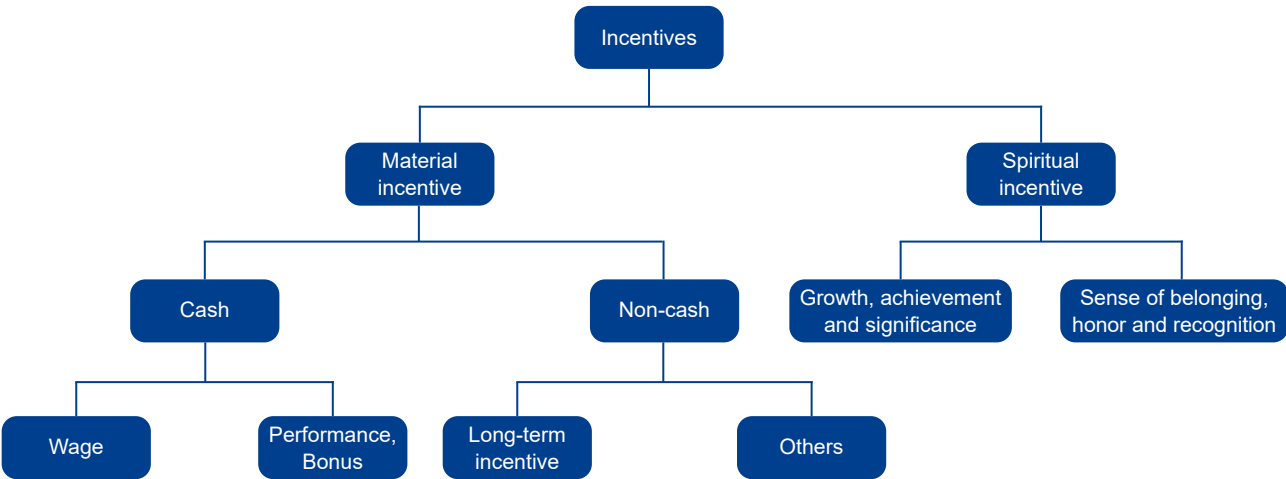 Incentives
Material
incentive
Spiritual
incentive
Cash
Non-cash
Growth, achievement
and significance
Sense of belonging,
honor and recognition
Wage
Performance,
Bonus
Long-term
incentive
Others